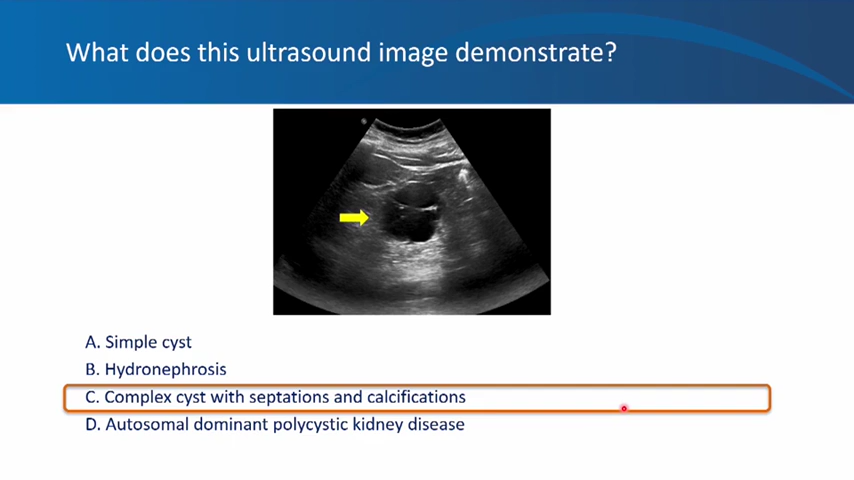 What does this ultrasound image demonstrate?
A. Simple cyst
B. Hydronephrosis
C. Complex cyst with septations and calcifications
D. Autosomal dominant polycystic kidney disease